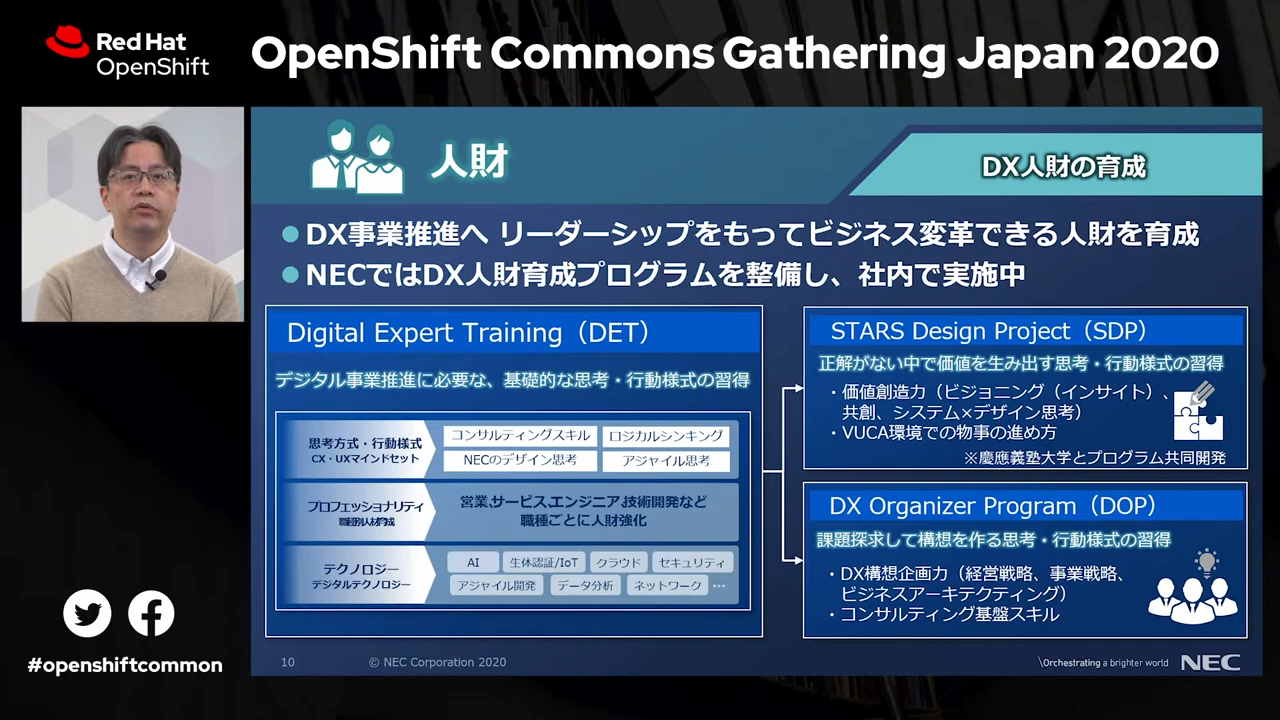 Red Hat
OpenShift
OpenShift Commons Gathering Japan 2020
人財
DX人財の育成
●DX事業推進へ リーダーシップをもってビジネス変革できる人財を育成
●NECではDX人財育成プログラムを整備し、社内で実施中
Digital Expert Training（DET）
デジタル事業推進に必要な、基礎的な思考・行動様式の習得
思考方式・行動様式
CX・UXマインドセット
コンサルティングスキル
ロジカルシンキング
NECのデザイン思考
アジャイル思考
プロフェッショナリティ
職種別人材育成
営業,サービス,エンジニア,技術開発など
職種ごとに人財強化
テクノロジー
デジタルテクノロジー
AI
生体認証/IoT
クラウド
セキュリティ
アジャイル開発
データ分析
ネットワーク
…
STARS Design Project（SDP）
正解がない中で価値を生み出す思考・行動様式の習得
・価値創造力（ビジョニング（インサイト）、
共創、システム×デザイン思考）
・VUCA環境での物事の進め方
※慶應義塾大学とプログラム共同開発
DX Organizer Program（DOP）
課題探求して構想を作る思考・行動様式の習得
・DX構想企画力（経営戦略、事業戦略、
ビジネスアーキテクティング）
・コンサルティング基盤スキル
#openshiftcommon
10
© NEC Corporation 2020
\Orchestrating a brighter world
NEC